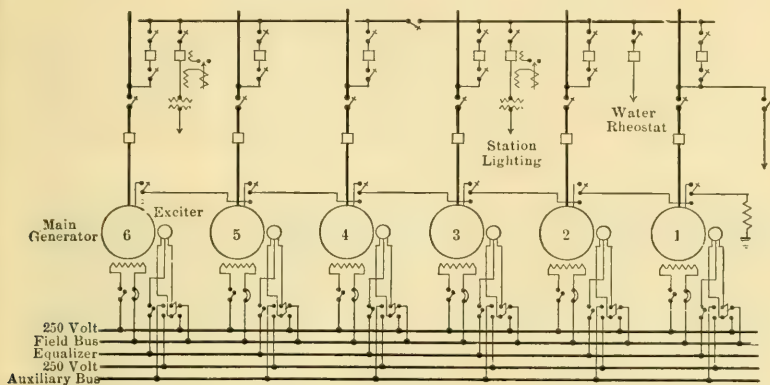 Water
Rheostat
Station
Lighting
Exciter
Main
Generator
6
5
4
3
2
1
250 Volt
Field Bus
Equalizer
250 Volt
Auxiliary Bus